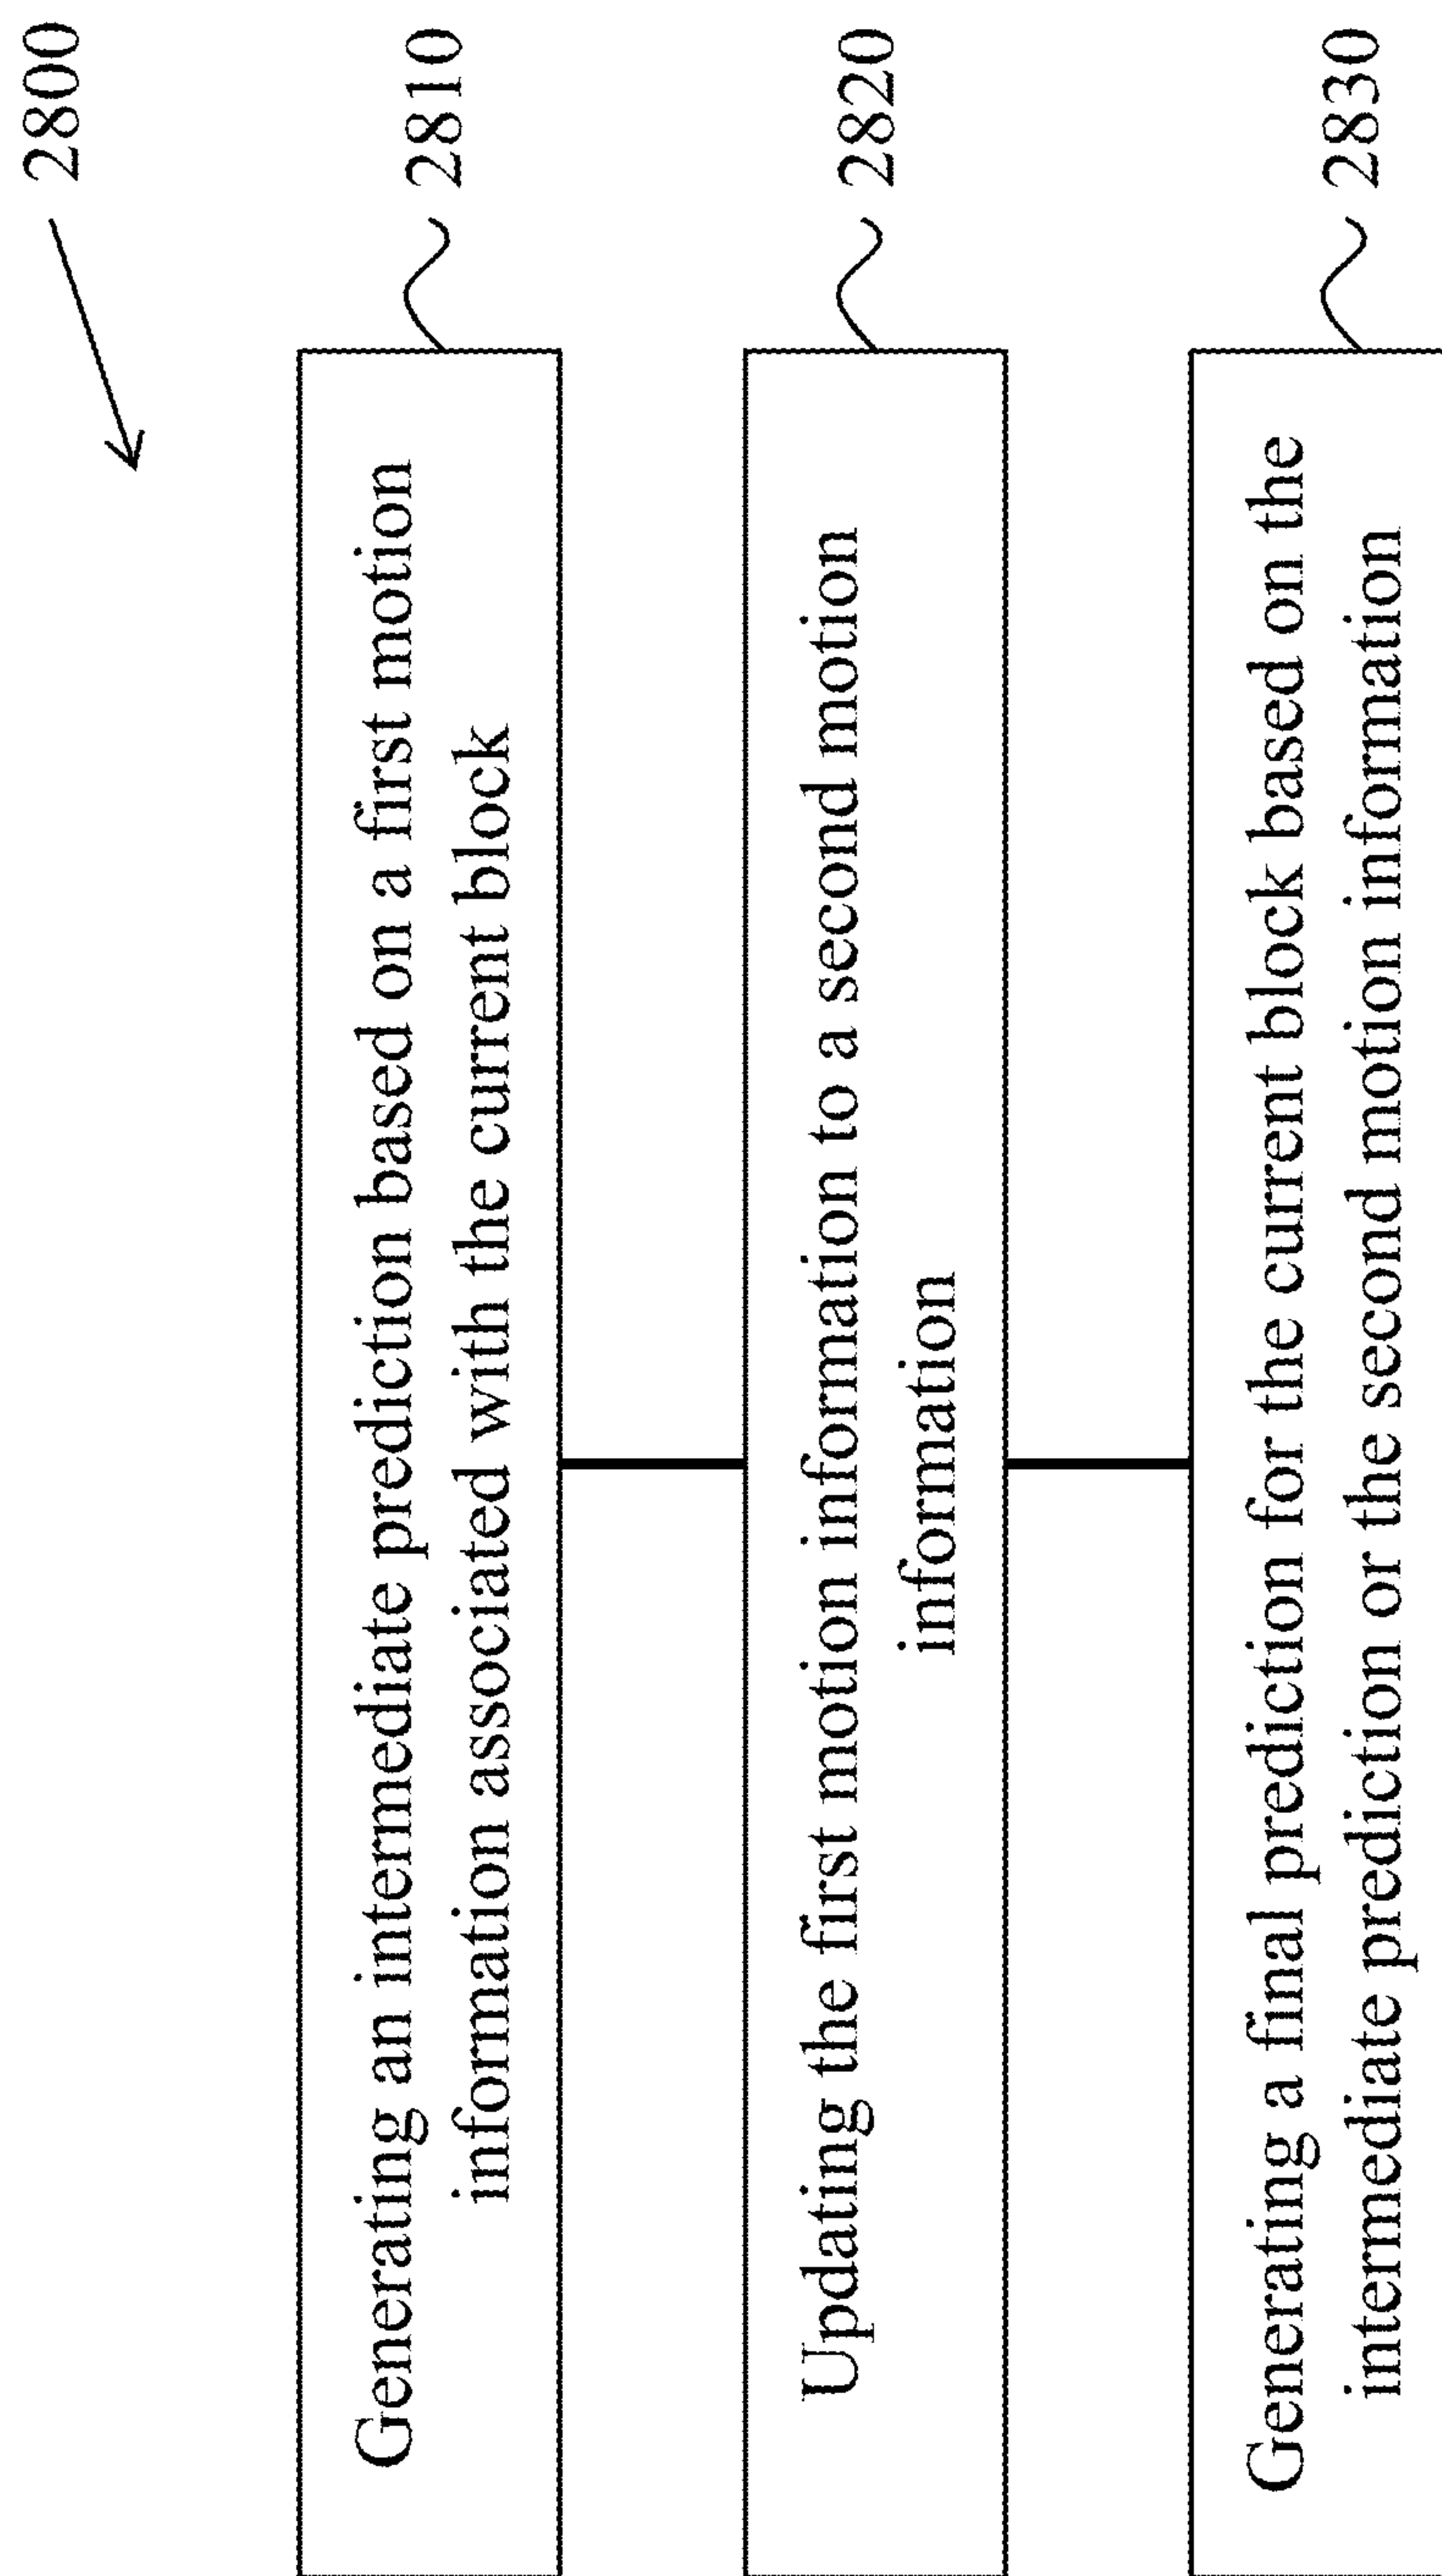 2800
Generating an intermediate prediction based on a first motion
information associated with the current block
2810
Updating the first motion information to a second motion
information
2820
Generating a final prediction for the current block based on the
intermediate prediction or the second motion information
2830